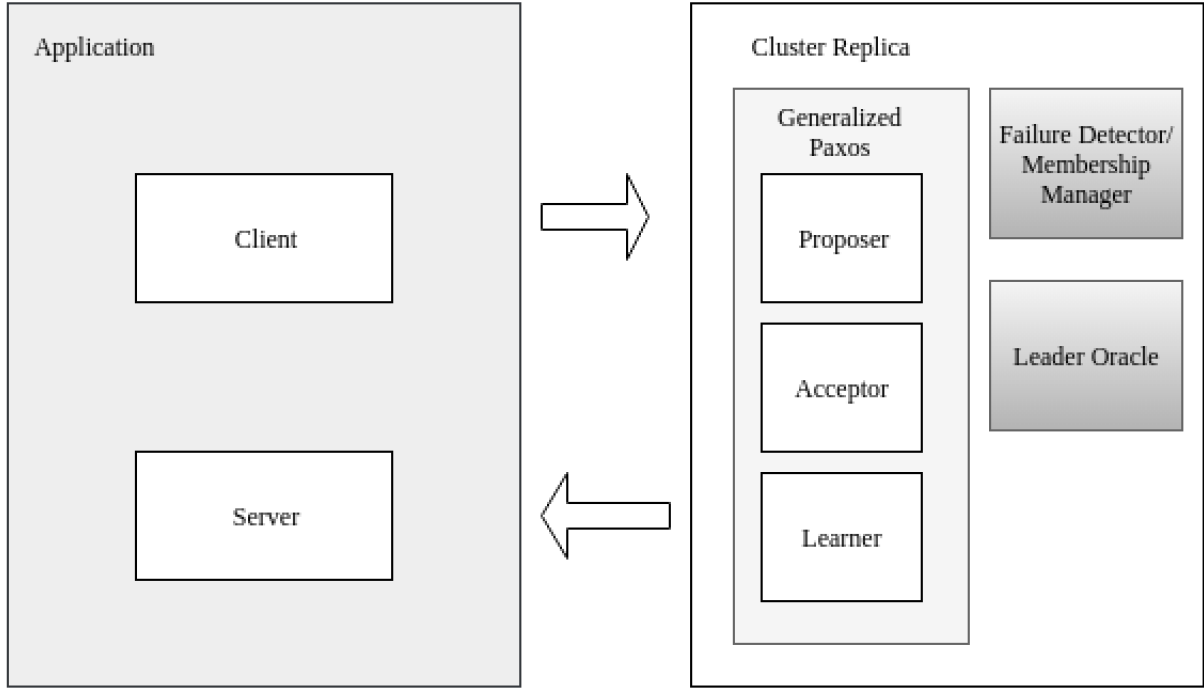 Application
Client
Server
Cluster Replica
Generalized
Paxos
Proposer
Acceptor
Learner
Failure Detector/
Membership
Manager
Leader Oracle